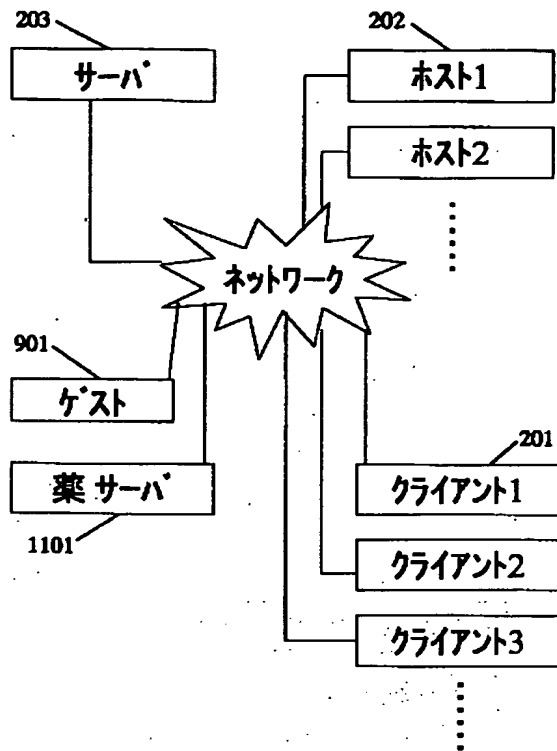 203
サーバ
202
ホスト1
ホスト2
ネットワーク
901
ゲスト
薬サーバ
1101
201
クライアント1
クライアント2
クライアント3